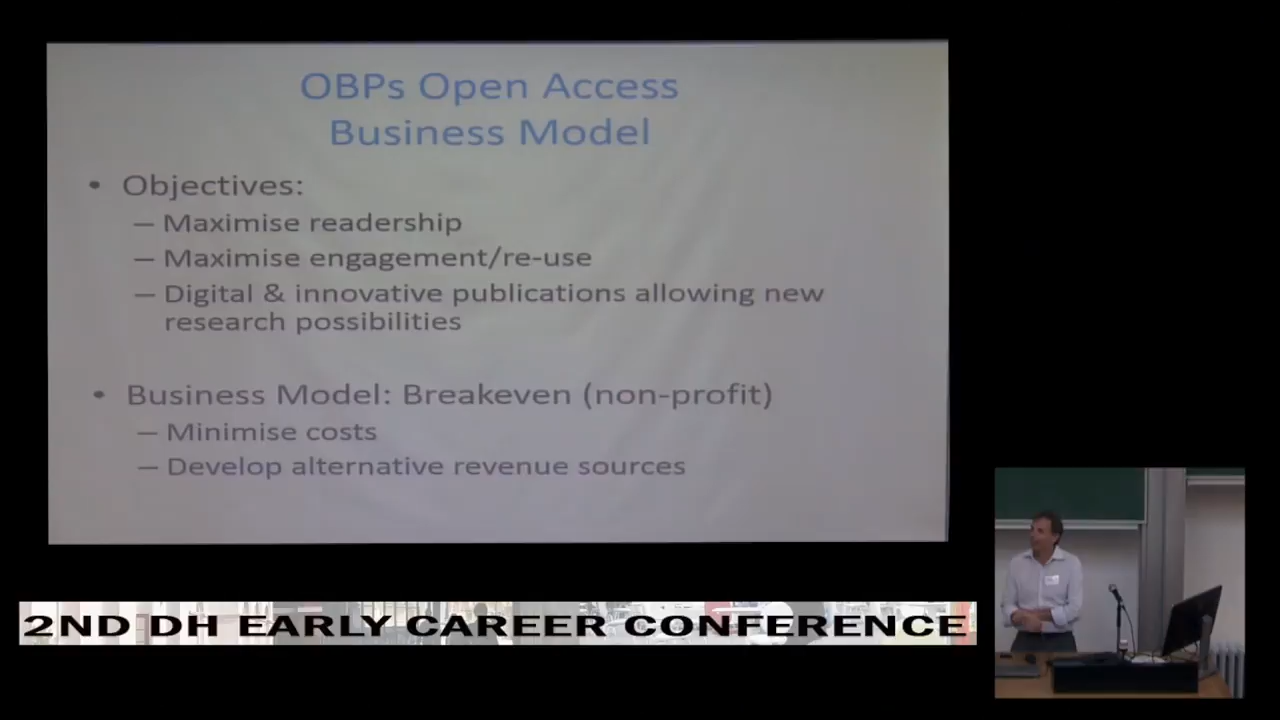 OBPs Open Access
Business Model
• Objectives:
– Maximise readership
– Maximise engagement/re-use
– Digital & innovative publications allowing new
research possibilities
• Business Model: Breakeven (non-profit)
– Minimise costs
– Develop alternative revenue sources
2ND DH EARLY CAREER CONFERENCE